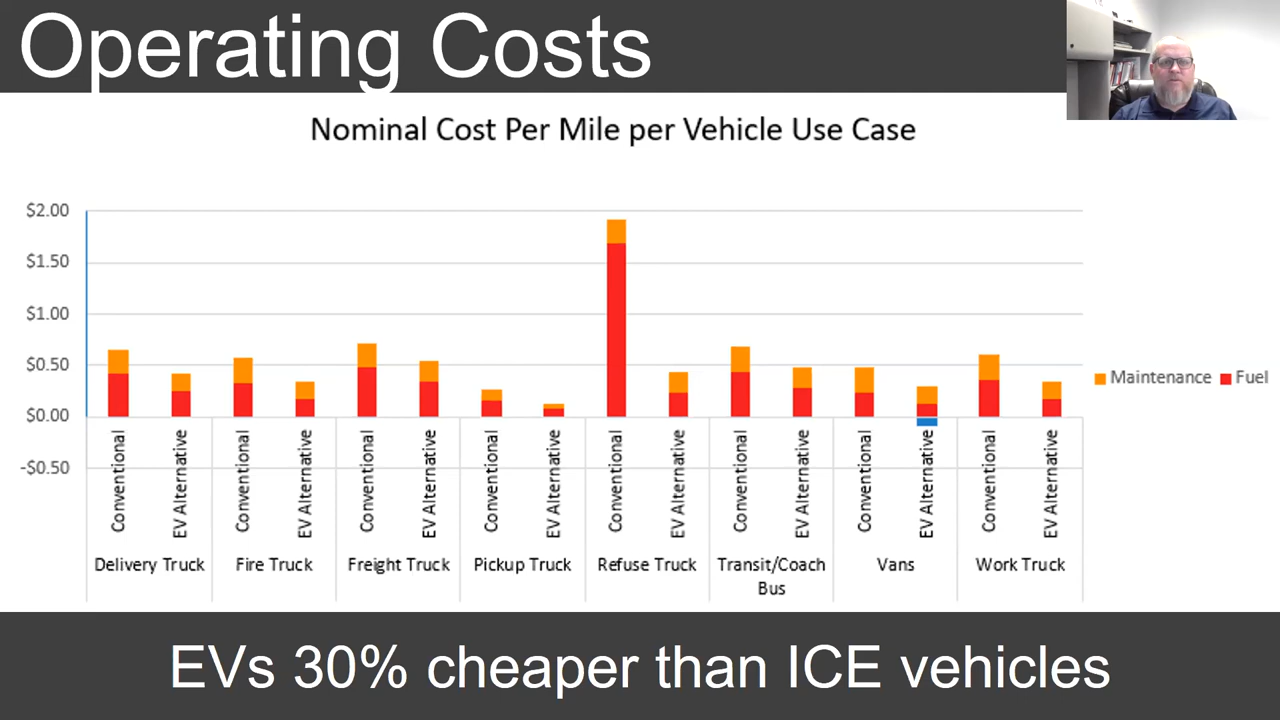 Operating Costs
Nominal Cost Per Mile per Vehicle Use Case
$2.00
$1.50
$1.00
$0.50
$0.00
-$0.50
Conventional
EV Alternative
Conventional
EV Alternative
Conventional
EV Alternative
Conventional
EV Alternative
Conventional
EV Alternative
Conventional
EV Alternative
Conventional
EV Alternative
Conventional
EV Alternative
Delivery Truck
Fire Truck
Freight Truck
Pickup Truck
Refuse Truck
Transit/Coach
Bus
Vans
Work Truck
Maintenance
Fuel
EVs 30% cheaper than ICE vehicles